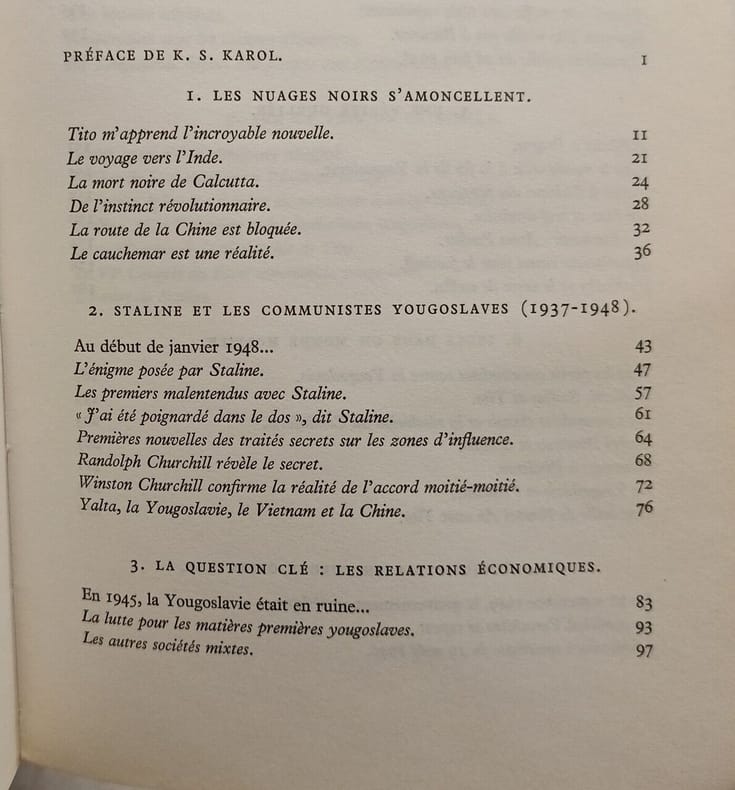 PRÉFACE DE K. S. KAROL. I
1. LES NUAGES NOIRS S'AMONCELLENT.
Tito m'apprend l'incroyable nouvelle. 11
Le voyage vers l'Inde. 21
La mort noire de Calcutta. 24
De l'instinct révolutionnaire. 28
La route de la Chine est bloquée. 32
Le cauchemar est une réalité. 36
2. STALINE ET LES COMMUNISTES YOUGOSLAVES (1937-1948).
Au début de janvier 1948... 43
L'énigme posée par Staline. 47
Les premiers malentendus avec Staline. 57
« J'ai été poignardé dans le dos », dit Staline. 61
Premières nouvelles des traités secrets sur les zones d'influence. 64
Randolph Churchill révèle le secret. 68
Winston Churchill confirme la réalité de l'accord moitié-moitié. 72
Yalta, la Yougoslavie, le Vietnam et la Chine. 76
3. LA QUESTION CLÉ : LES RELATIONS ÉCONOMIQUES.
En 1945, la Yougoslavie était en ruine... 83
La lutte pour les matières premières yougoslaves. 93
Les autres sociétés mixtes. 97